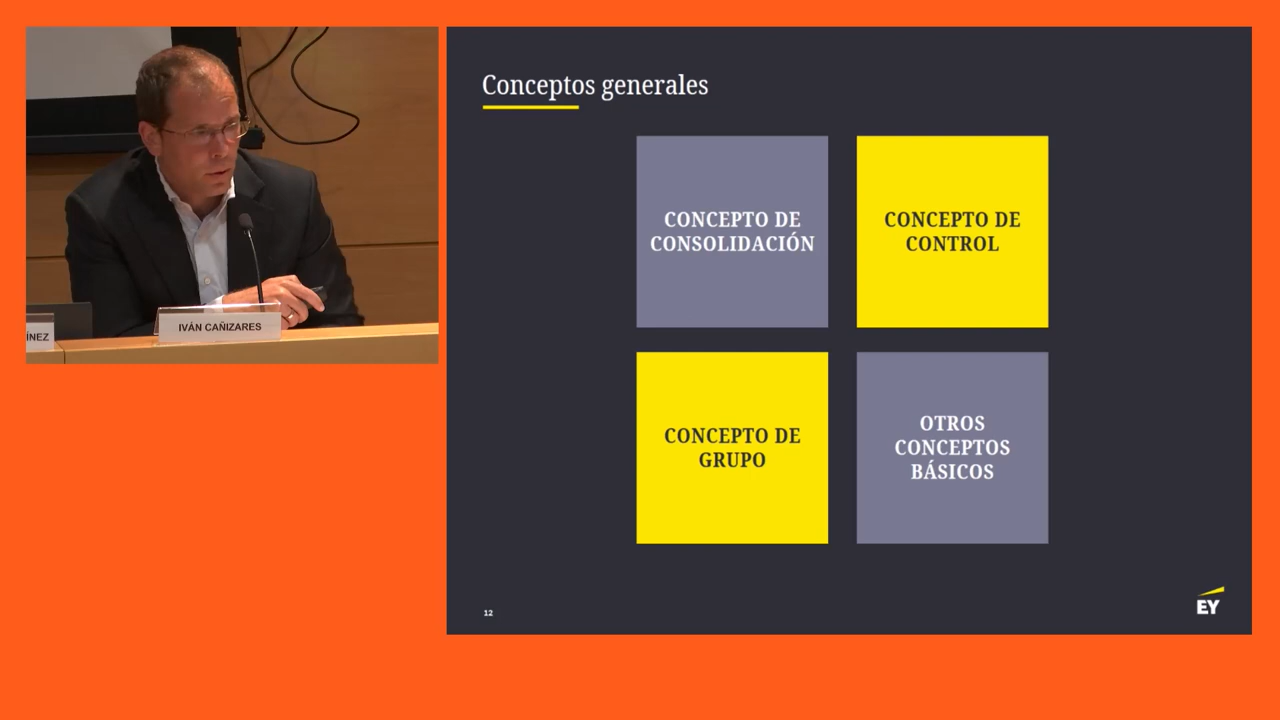 ÍNEZ
IVÁN CAÑIZARES
Conceptos generales
CONCEPTO DE
CONSOLIDACIÓN
CONCEPTO DE
CONTROL
CONCEPTO DE
GRUPO
OTROS
CONCEPTOS
BÁSICOS
12
EY